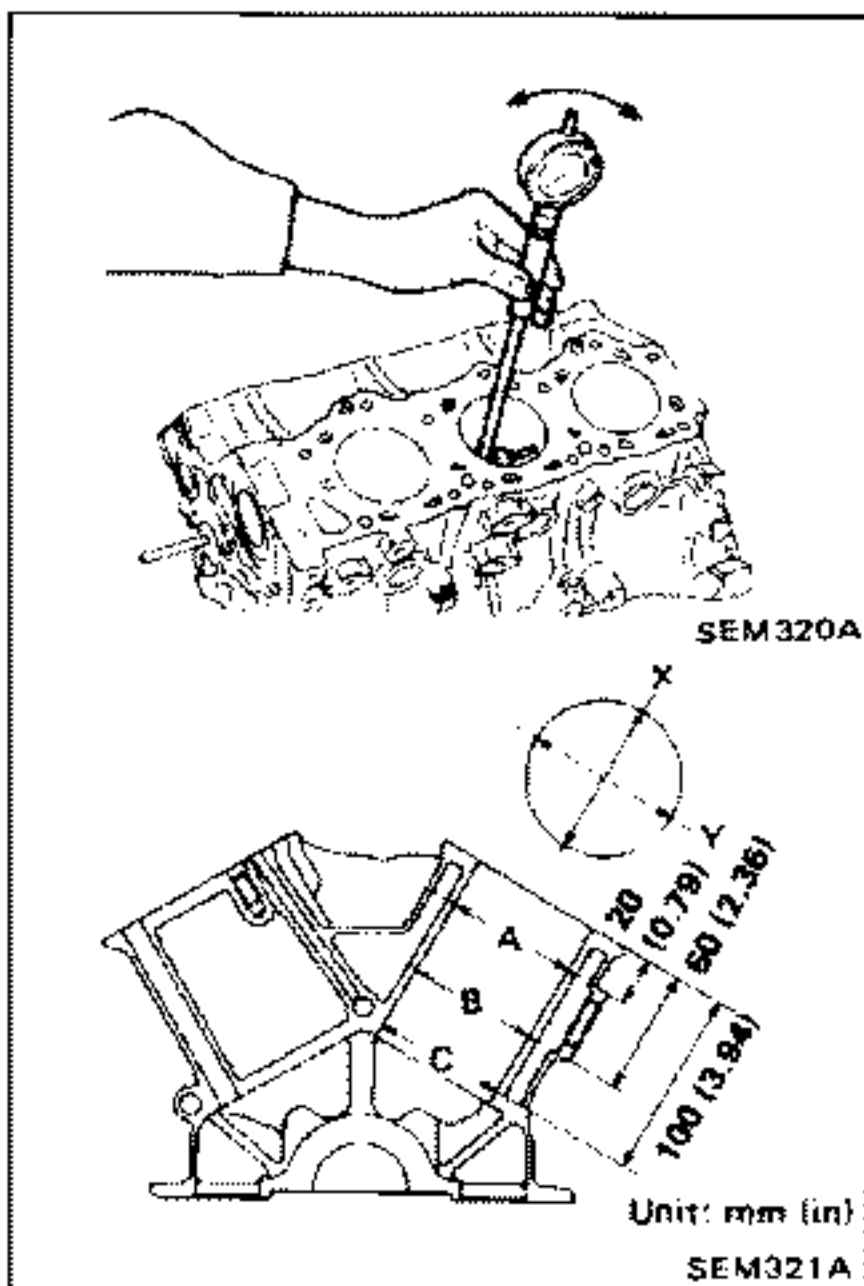 SEM320A
X
Y
20
(0.79)
60 (2.36)
100 (3.94)
A
B
C
Unit: mm (in)
SEM321A